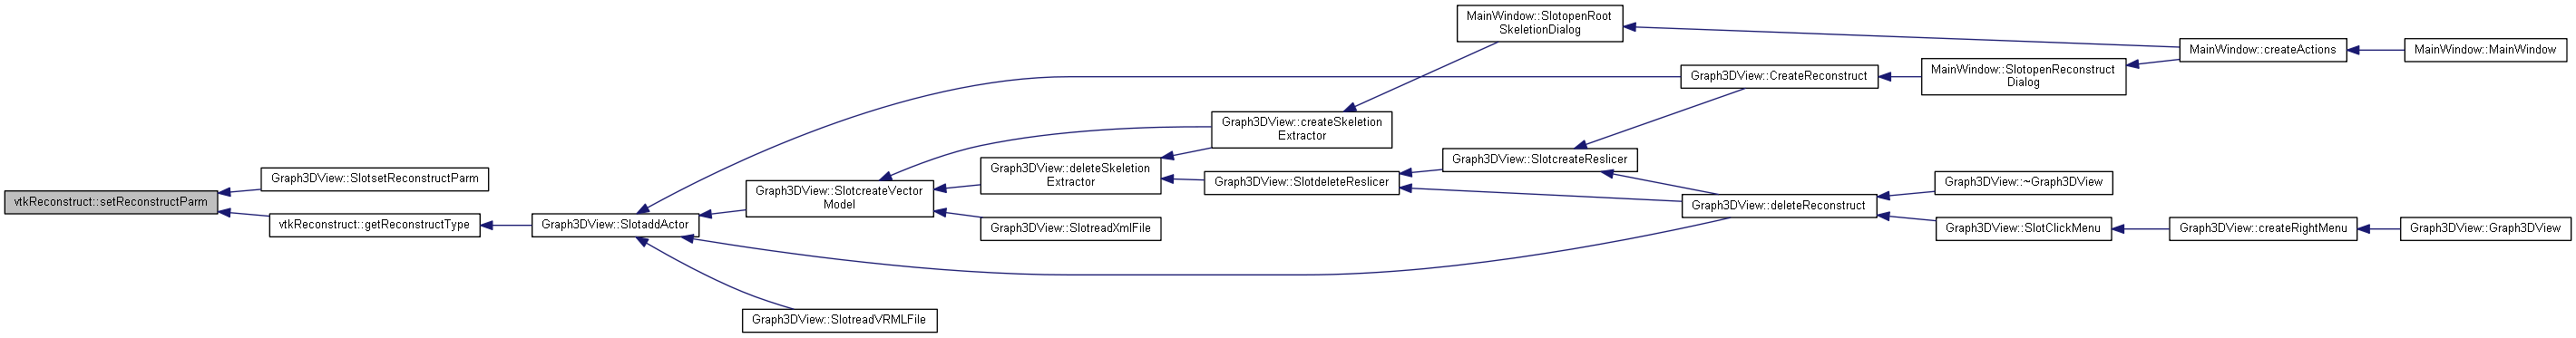 vtkReconstruct::setReconstructParm
Graph3DView::SlotsetReconstructParm
vtkReconstruct::getReconstructType
Graph3DView::SlotaddActor
Graph3DView::SlotcreateVector
Model
Graph3DView::SlotreadVRMLFile
Graph3DView::deleteSkeletion
Extractor
Graph3DView::SlotreadXmlFile
Graph3DView::createSkeletion
Extractor
Graph3DView::SlotdeleteReslicer
MainWindow::SlotopenRoot
SkeletionDialog
Graph3DView::SlotcreateReslicer
Graph3DView::CreateReconstruct
Graph3DView::deleteReconstruct
MainWindow::SlotopenReconstruct
Dialog
Graph3DView::~Graph3DView
Graph3DView::SlotClickMenu
MainWindow::createActions
Graph3DView::createRightMenu
MainWindow::MainWindow
Graph3DView::Graph3DView